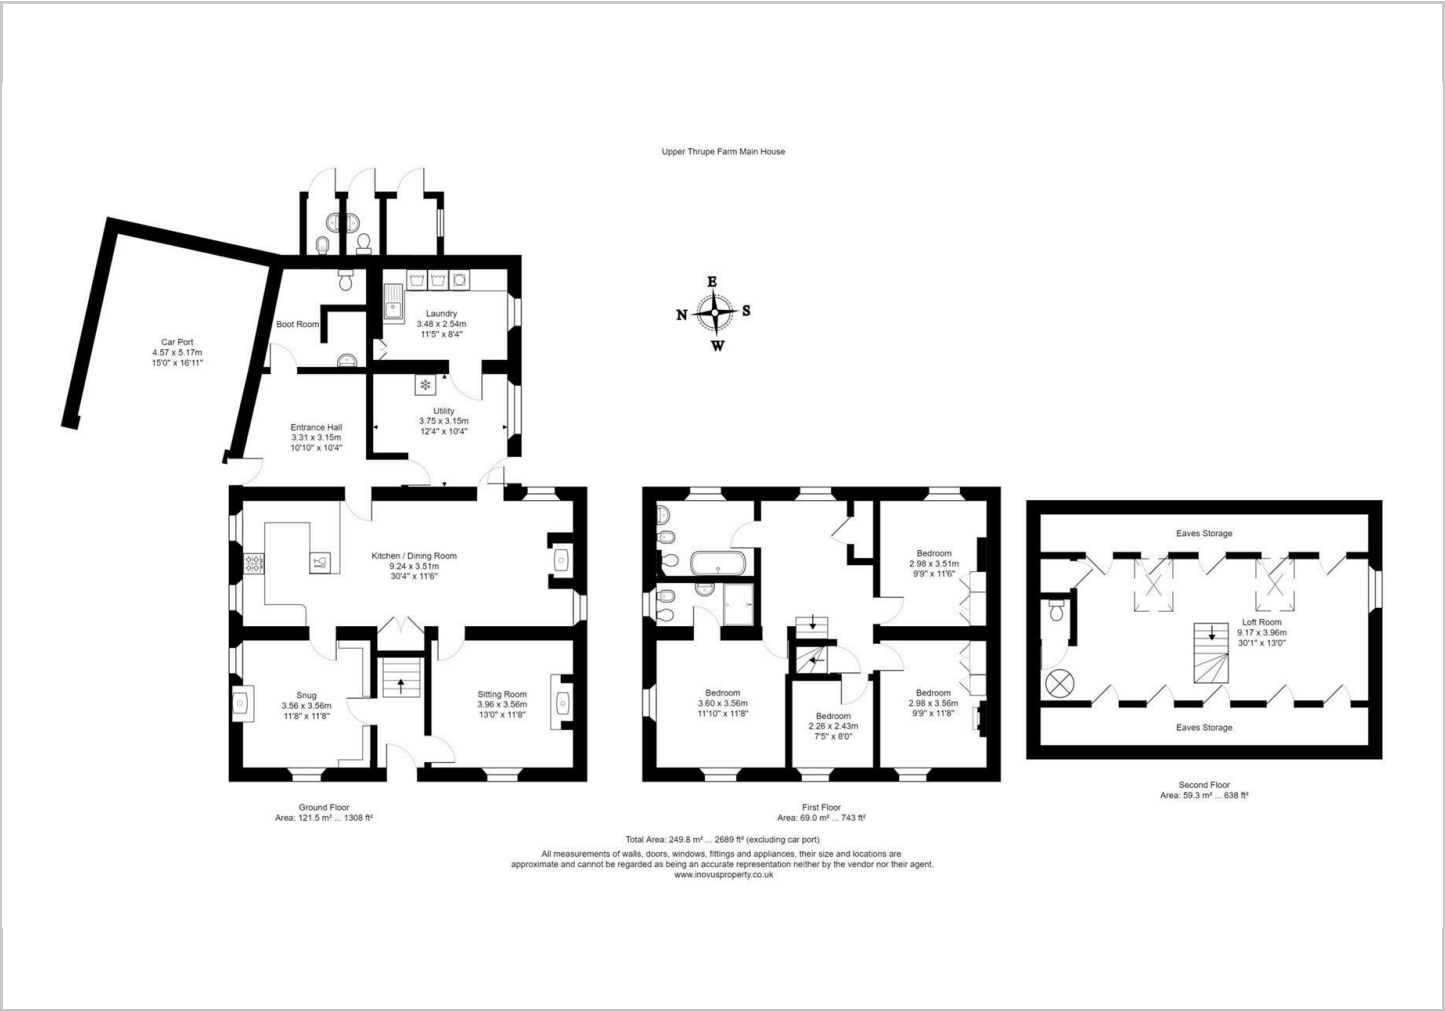 Upper Thrupe Farm Main House
E
N
S
W
Laundry
3.48 x 2.54m
11'5" x 8'4"
Boot Room
Car Port
4.57 x 5.17m
15'0" x 16'11"
Utility
3.75 x 3.15m
12'4" x 10'4"
Entrance Hall
3.31 x 3.15m
10'10" x 10'4"
Kitchen / Dining Room
9.24 x 3.51m
30'4" x 11'6"
Snug
3.56 x 3.56m
11'8" x 11'8"
Sitting Room
3.96 x 3.56m
13'0" x 11'8"
Ground Floor
Area: 121.5 m² ... 1308 ft²
Bedroom
2.98 x 3.51m
9'9" x 11'6"
Bedroom
3.60 x 3.56m
11'10" x 11'8"
Bedroom
2.26 x 2.43m
7'5" x 8'0"
Bedroom
2.98 x 3.56m
9'9" x 11'8"
First Floor
Area: 69.0 m² ... 743 ft²
Eaves Storage
Loft Room
9.17 x 3.96m
30'1" x 13'0"
Eaves Storage
Second Floor
Area: 59.3 m² ... 638 ft²
Total Area: 249.8 m² ... 2689 ft² (excluding car port)
All measurements of walls, doors, windows, fittings and appliances, their size and locations are
approximate and cannot be regarded as being an accurate representation neither by the vendor nor their agent.
www.inovusproperty.co.uk